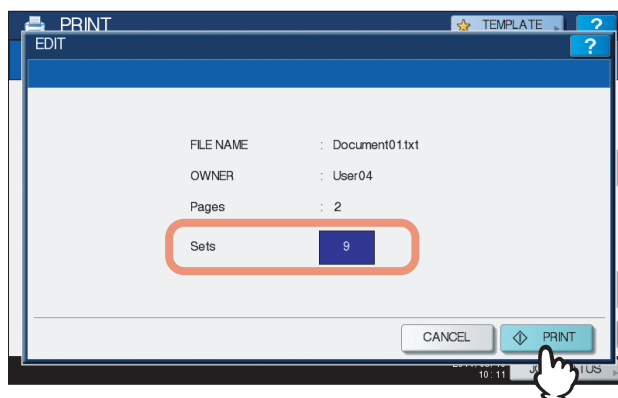 PRINT
TEMPLATE ?
EDIT ?
FILE NAME : Document01.txt
OWNER : User04
Pages : 2
Sets 9
CANCEL PRINT
10:11